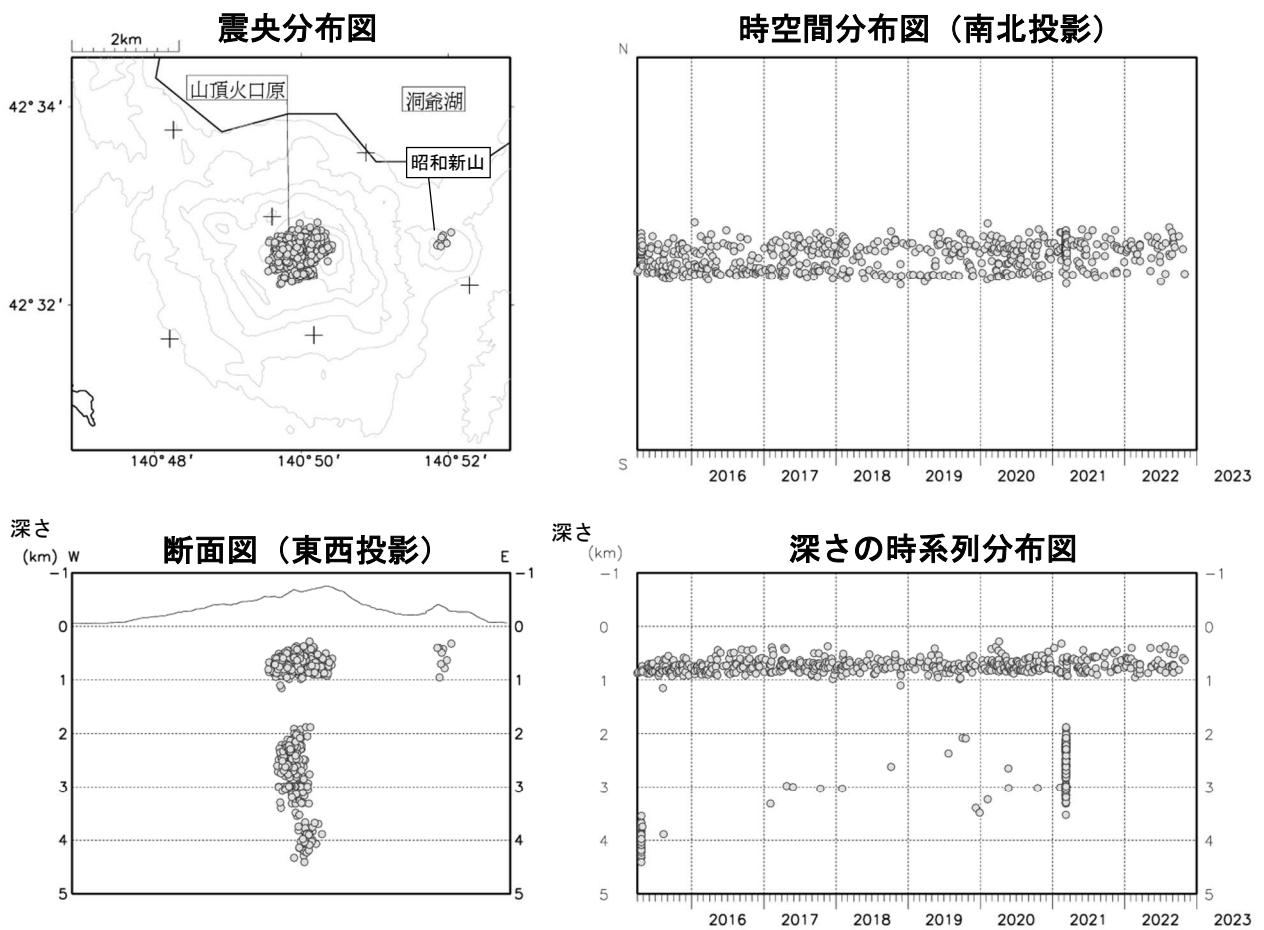 震央分布図
2km
山頂火口原
洞爺湖
昭和新山
42°34'
42°32'
140°48' 140°50' 140°52'
時空間分布図（南北投影）
N
S
2016 2017 2018 2019 2020 2021 2022 2023
深さ
(km) W
断面図（東西投影）
E
-1 -1
0 0
1 1
2 2
3 3
4 4
5 5
深さ
(km)
深さの時系列分布図
-1 -1
0 0
1 1
2 2
3 3
4 4
5 5
2016 2017 2018 2019 2020 2021 2022 2023